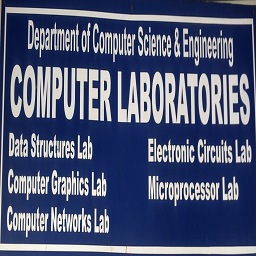 Department of Computer Science & Engineering
COMPUTER LABORATORIES
Data Structures Lab
Computer Graphics Lab
Computer Networks Lab
Electronic Circuits Lab
Microprocessor Lab